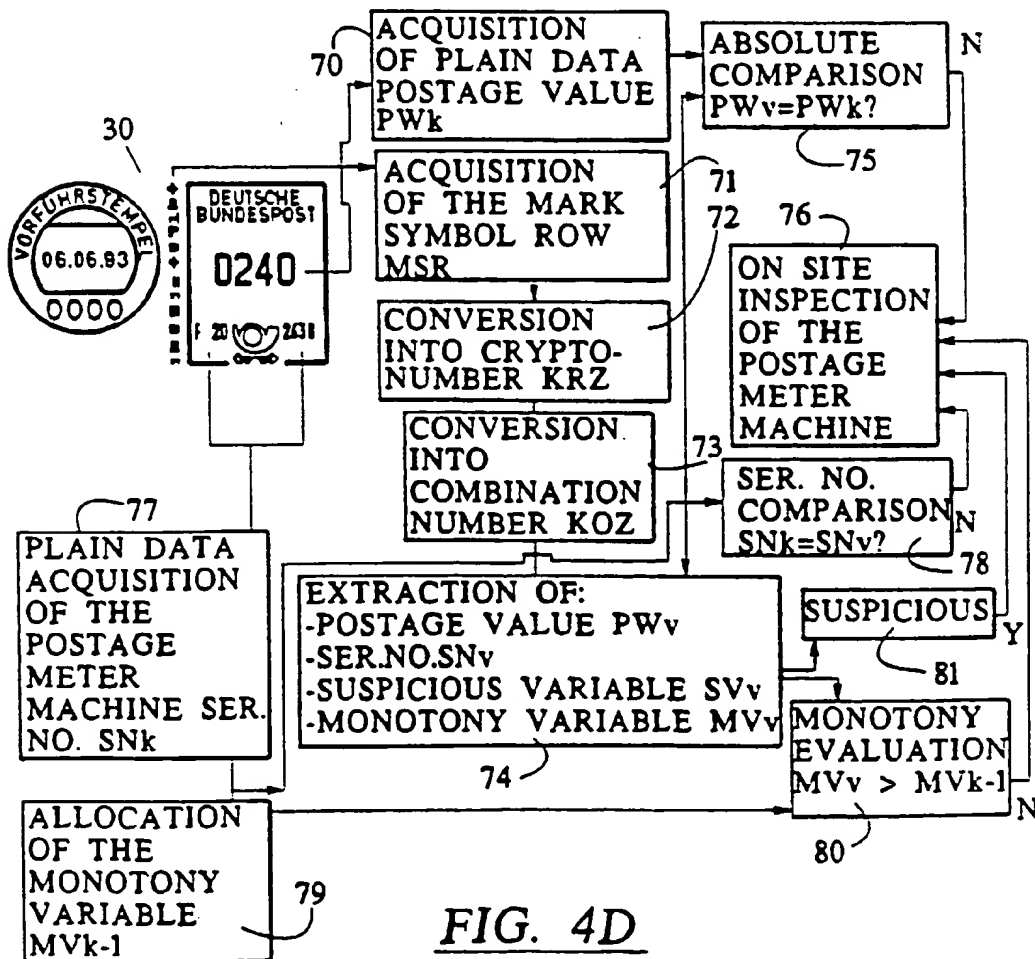 70
ACQUISITION
OF PLAIN DATA
POSTAGE VALUE
PWk
ABSOLUTE
COMPARISON
PWv=PWk?
N
75
30
VORFÜHRSTEMPEL
06.06.93
0000
DEUTSCHE
BUNDESPOST
0240
F 20
ACQUISITION
OF THE MARK
SYMBOL ROW
MSR
71
72
76
ON SITE
INSPECTION
OF THE
POSTAGE
METER
MACHINE
CONVERSION
INTO CRYPTO-
NUMBER KRZ
CONVERSION
INTO
COMBINATION
NUMBER KOZ
73
SER. NO.
COMPARISON
SNk=SNv?
N
78
77
PLAIN DATA
ACQUISITION
OF THE
POSTAGE
METER
MACHINE SER.
NO. SNk
EXTRACTION OF:
-POSTAGE VALUE PWv
-SER.NO.SNv
-SUSPICIOUS VARIABLE SVv
-MONOTONY VARIABLE MVv
74
SUSPICIOUS
Y
81
MONOTONY
EVALUATION
MVv > MVk-1
N
80
ALLOCATION
OF THE
MONOTONY
VARIABLE
MVk-1
79
FIG. 4D